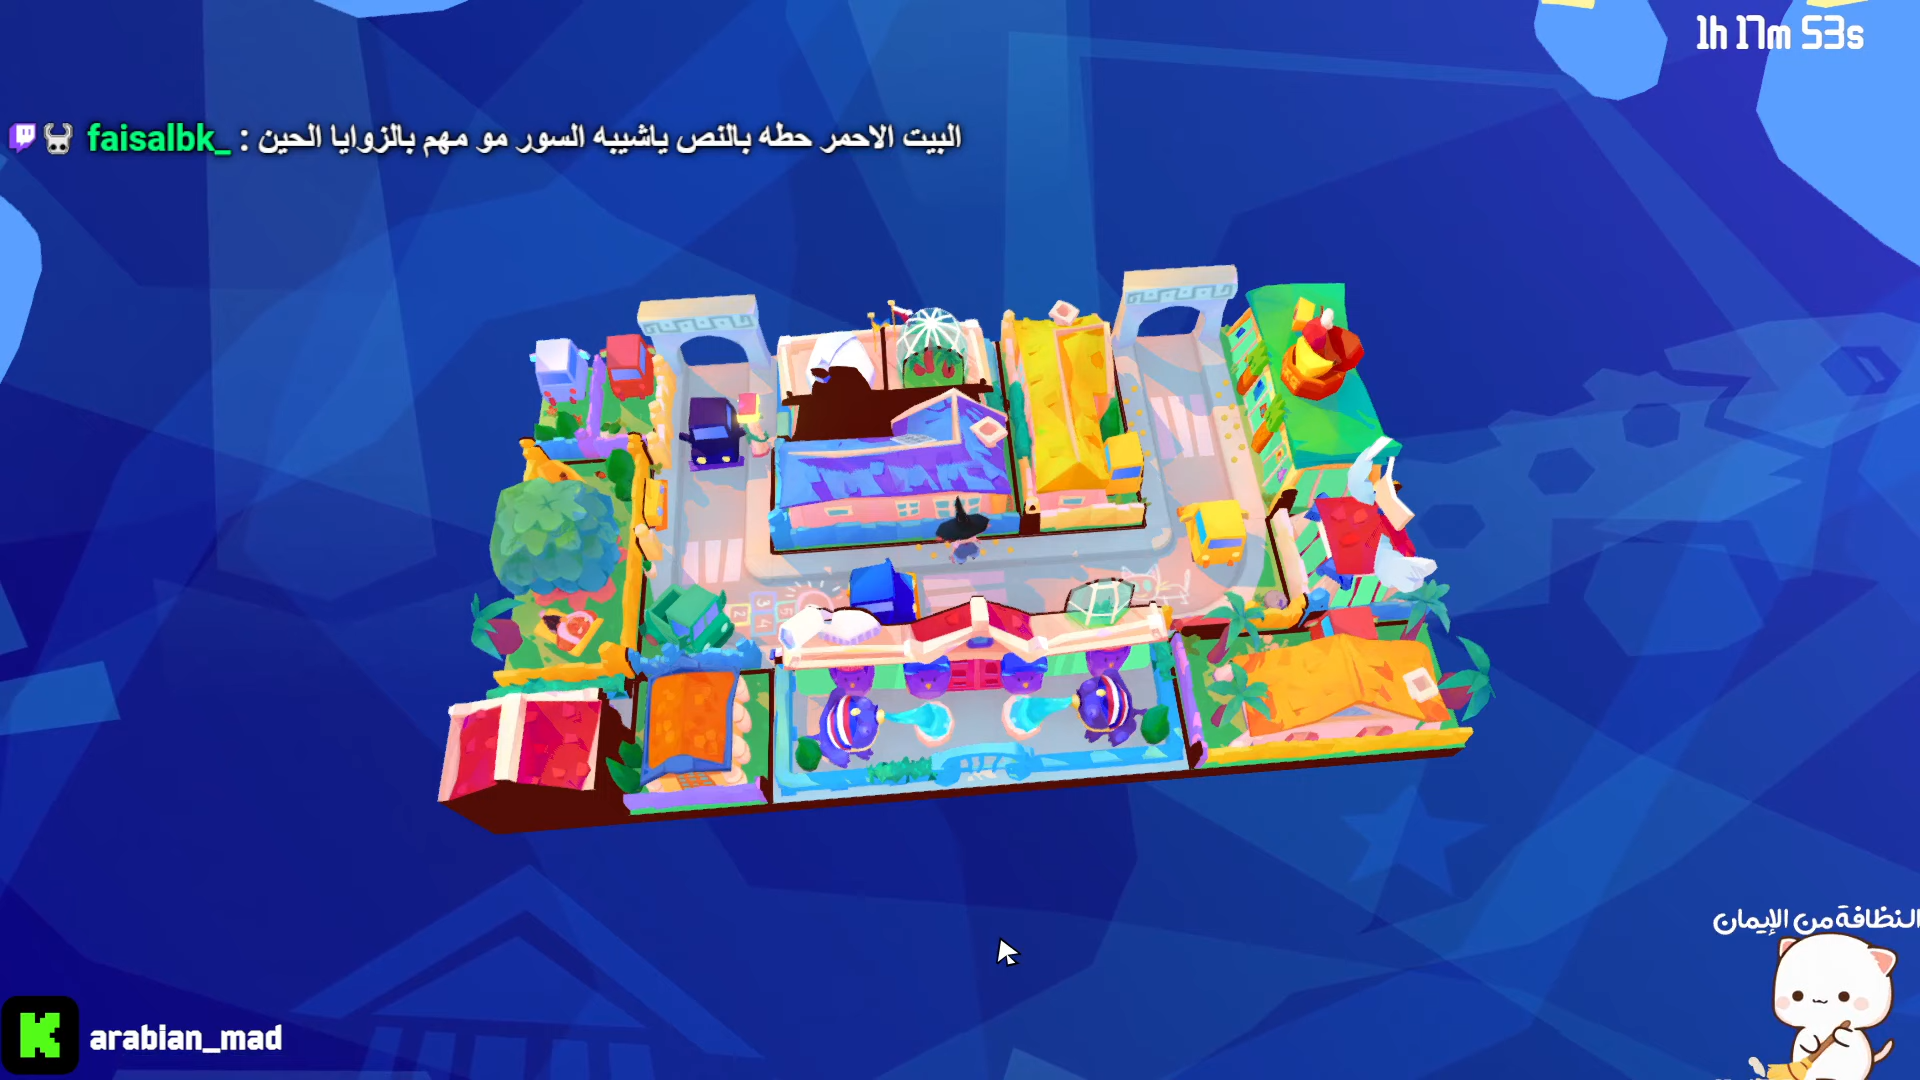 1h 17m 53s
faisalbk_ : البيت الاحمر حطه بالنص ياشيبه السور مو مهم بالزوايا الحين
النظافة من الإيمان
arabian_mad